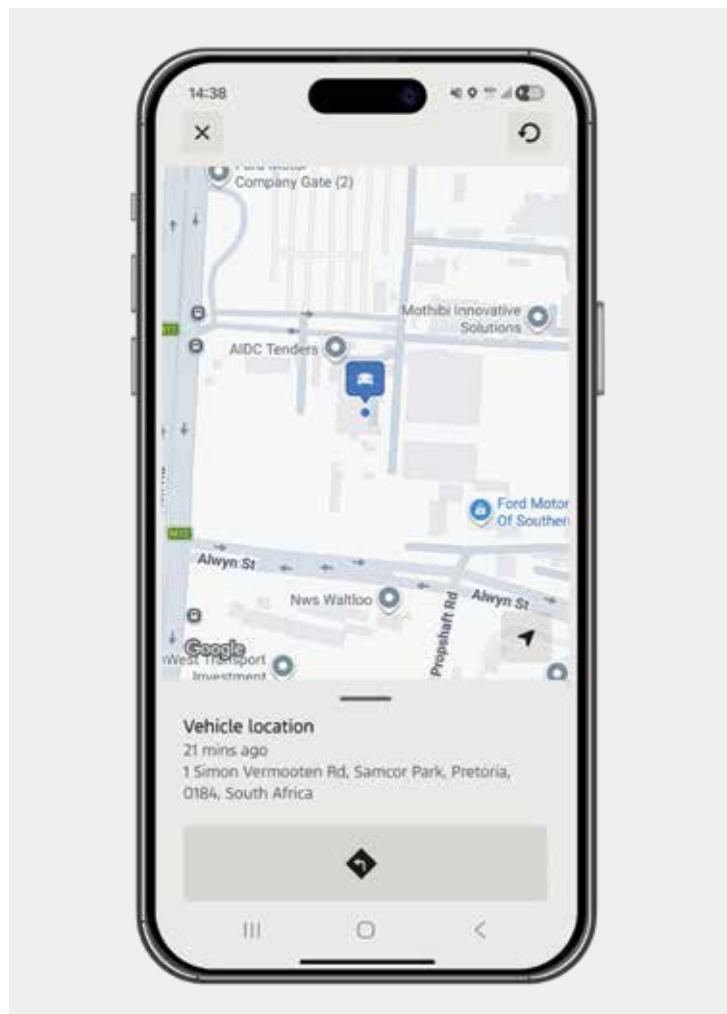 14:38
Company Gate (2)
Mothibi Innovative
Solutions
AIDC Tenders
Ford Motor
Of Souther
M15
Alwyn St
Nws Waltloo
Alwyn St
Propshaft Rd
Google
West Transport
Investment
Vehicle location
21 mins ago
1 Simon Vermooten Rd, Samcor Park, Pretoria,
0184, South Africa